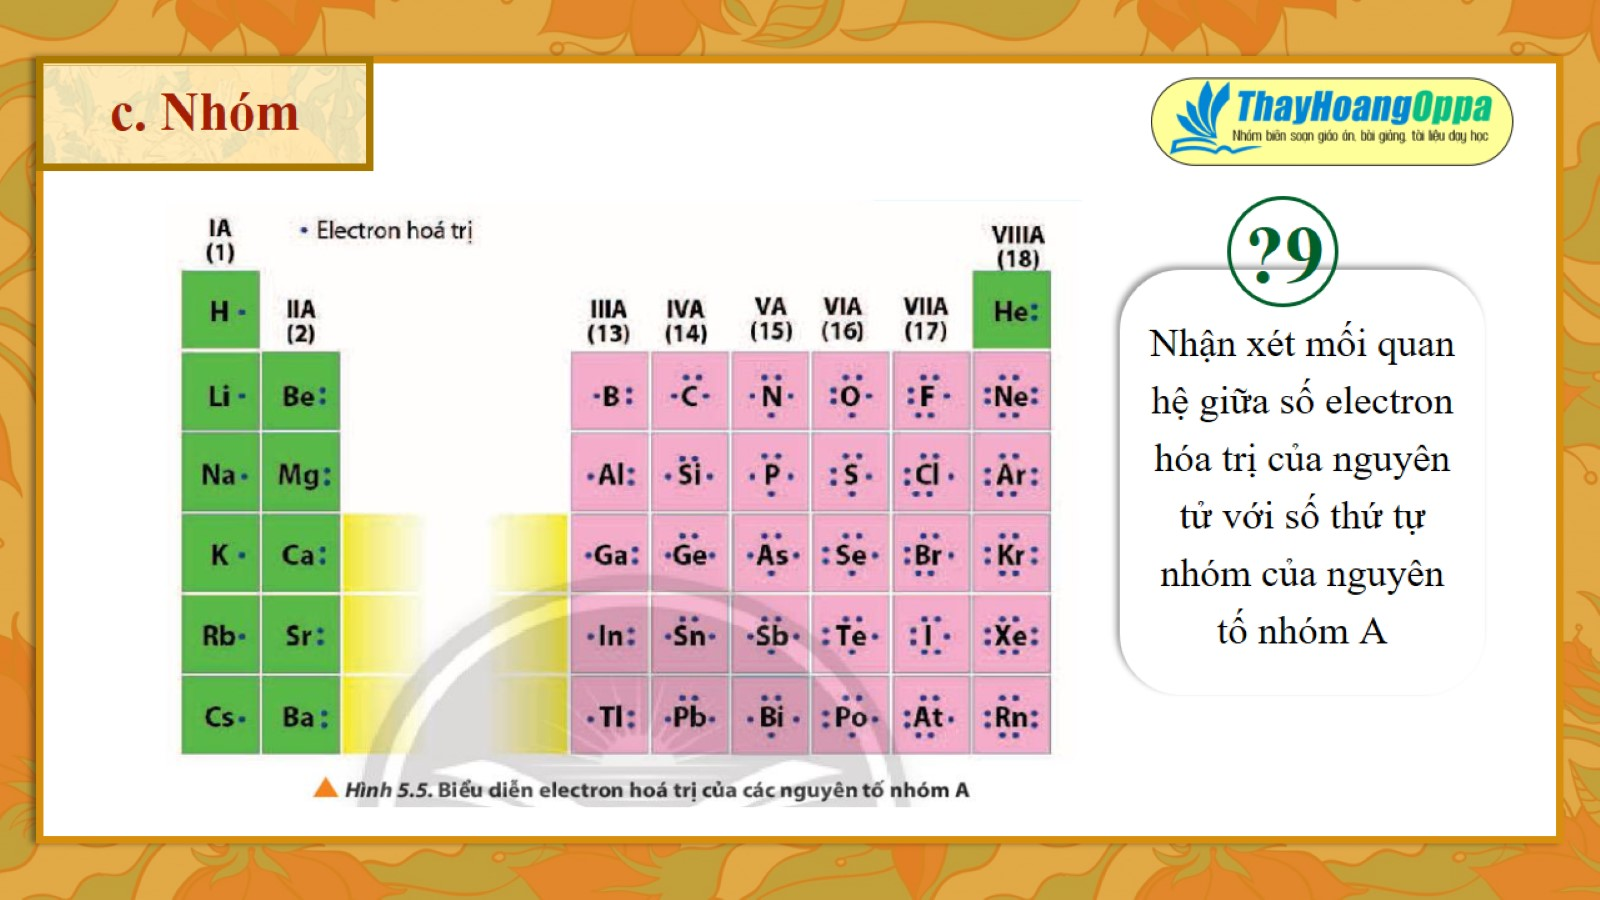 c. Nhóm
ThayHoangOppa
Nhóm biên soạn giáo án, bài giảng, tài liệu dạy học
IA
(1)
• Electron hoá trị
VIIIA
(18)
IIA
(2)
IIIA IVA VA VIA VIIA
(13) (14) (15) (16) (17)
H He
Li Be B C N O F Ne
Na Mg Al Si P S Cl Ar
K Ca Ga Ge As Se Br Kr
Rb Sr In Sn Sb Te I Xe
Cs Ba Tl Pb Bi Po At Rn
Hình 5.5. Biểu diễn electron hoá trị của các nguyên tố nhóm A
?9
Nhận xét mối quan
hệ giữa số electron
hóa trị của nguyên
tử với số thứ tự
nhóm của nguyên
tố nhóm A